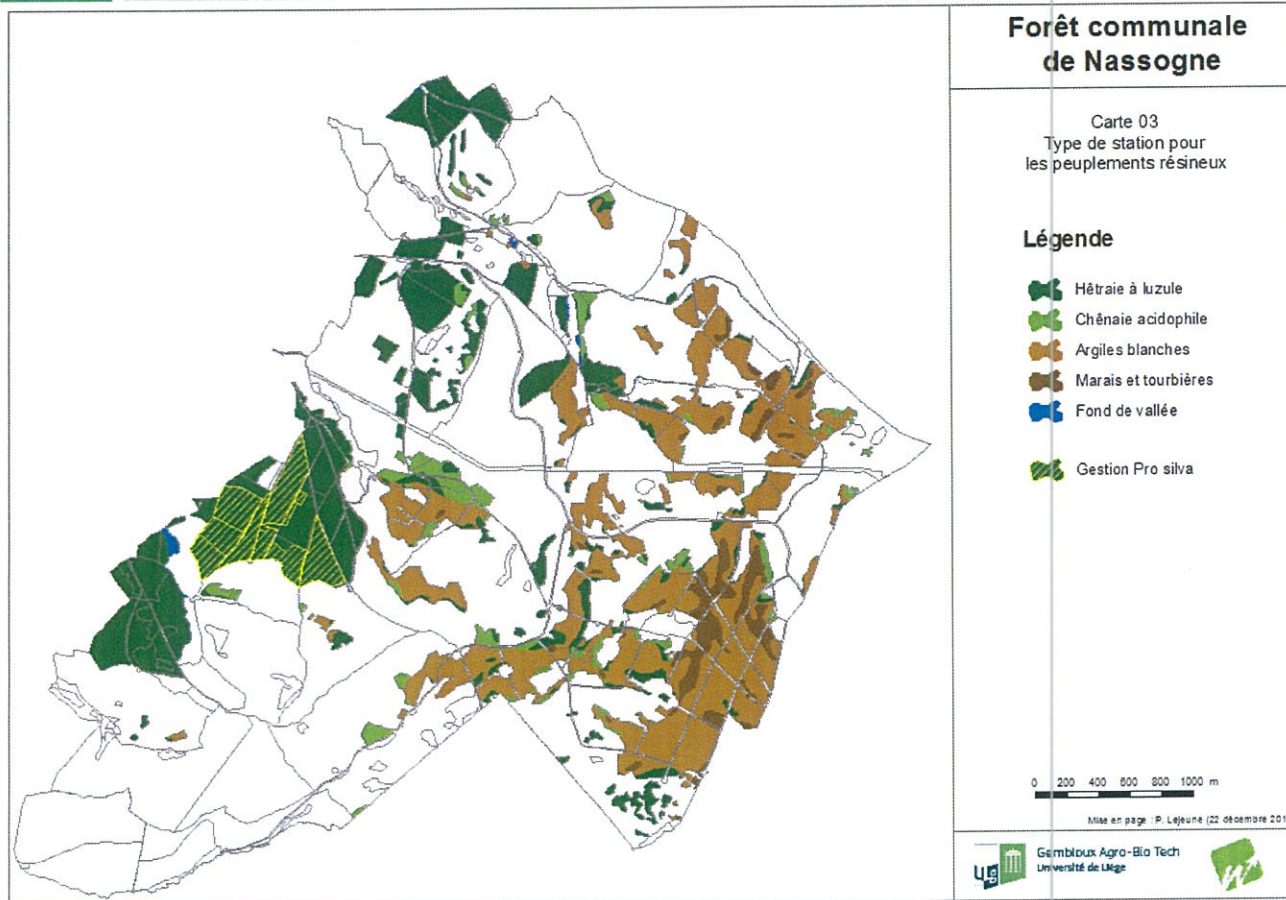 Forêt communale
de Nassogne
Carte 03
Type de station pour
les peuplements résineux
Légende
Hêtraie à luzule
Chênaie acidophile
Argiles blanches
Marais et tourbières
Fond de vallée
Gestion Pro silva
0 200 400 600 800 1000 m
Mise en page : P. Lejeune (22 décembre 201
Gembloux Agro-Bio Tech
Université de Liège